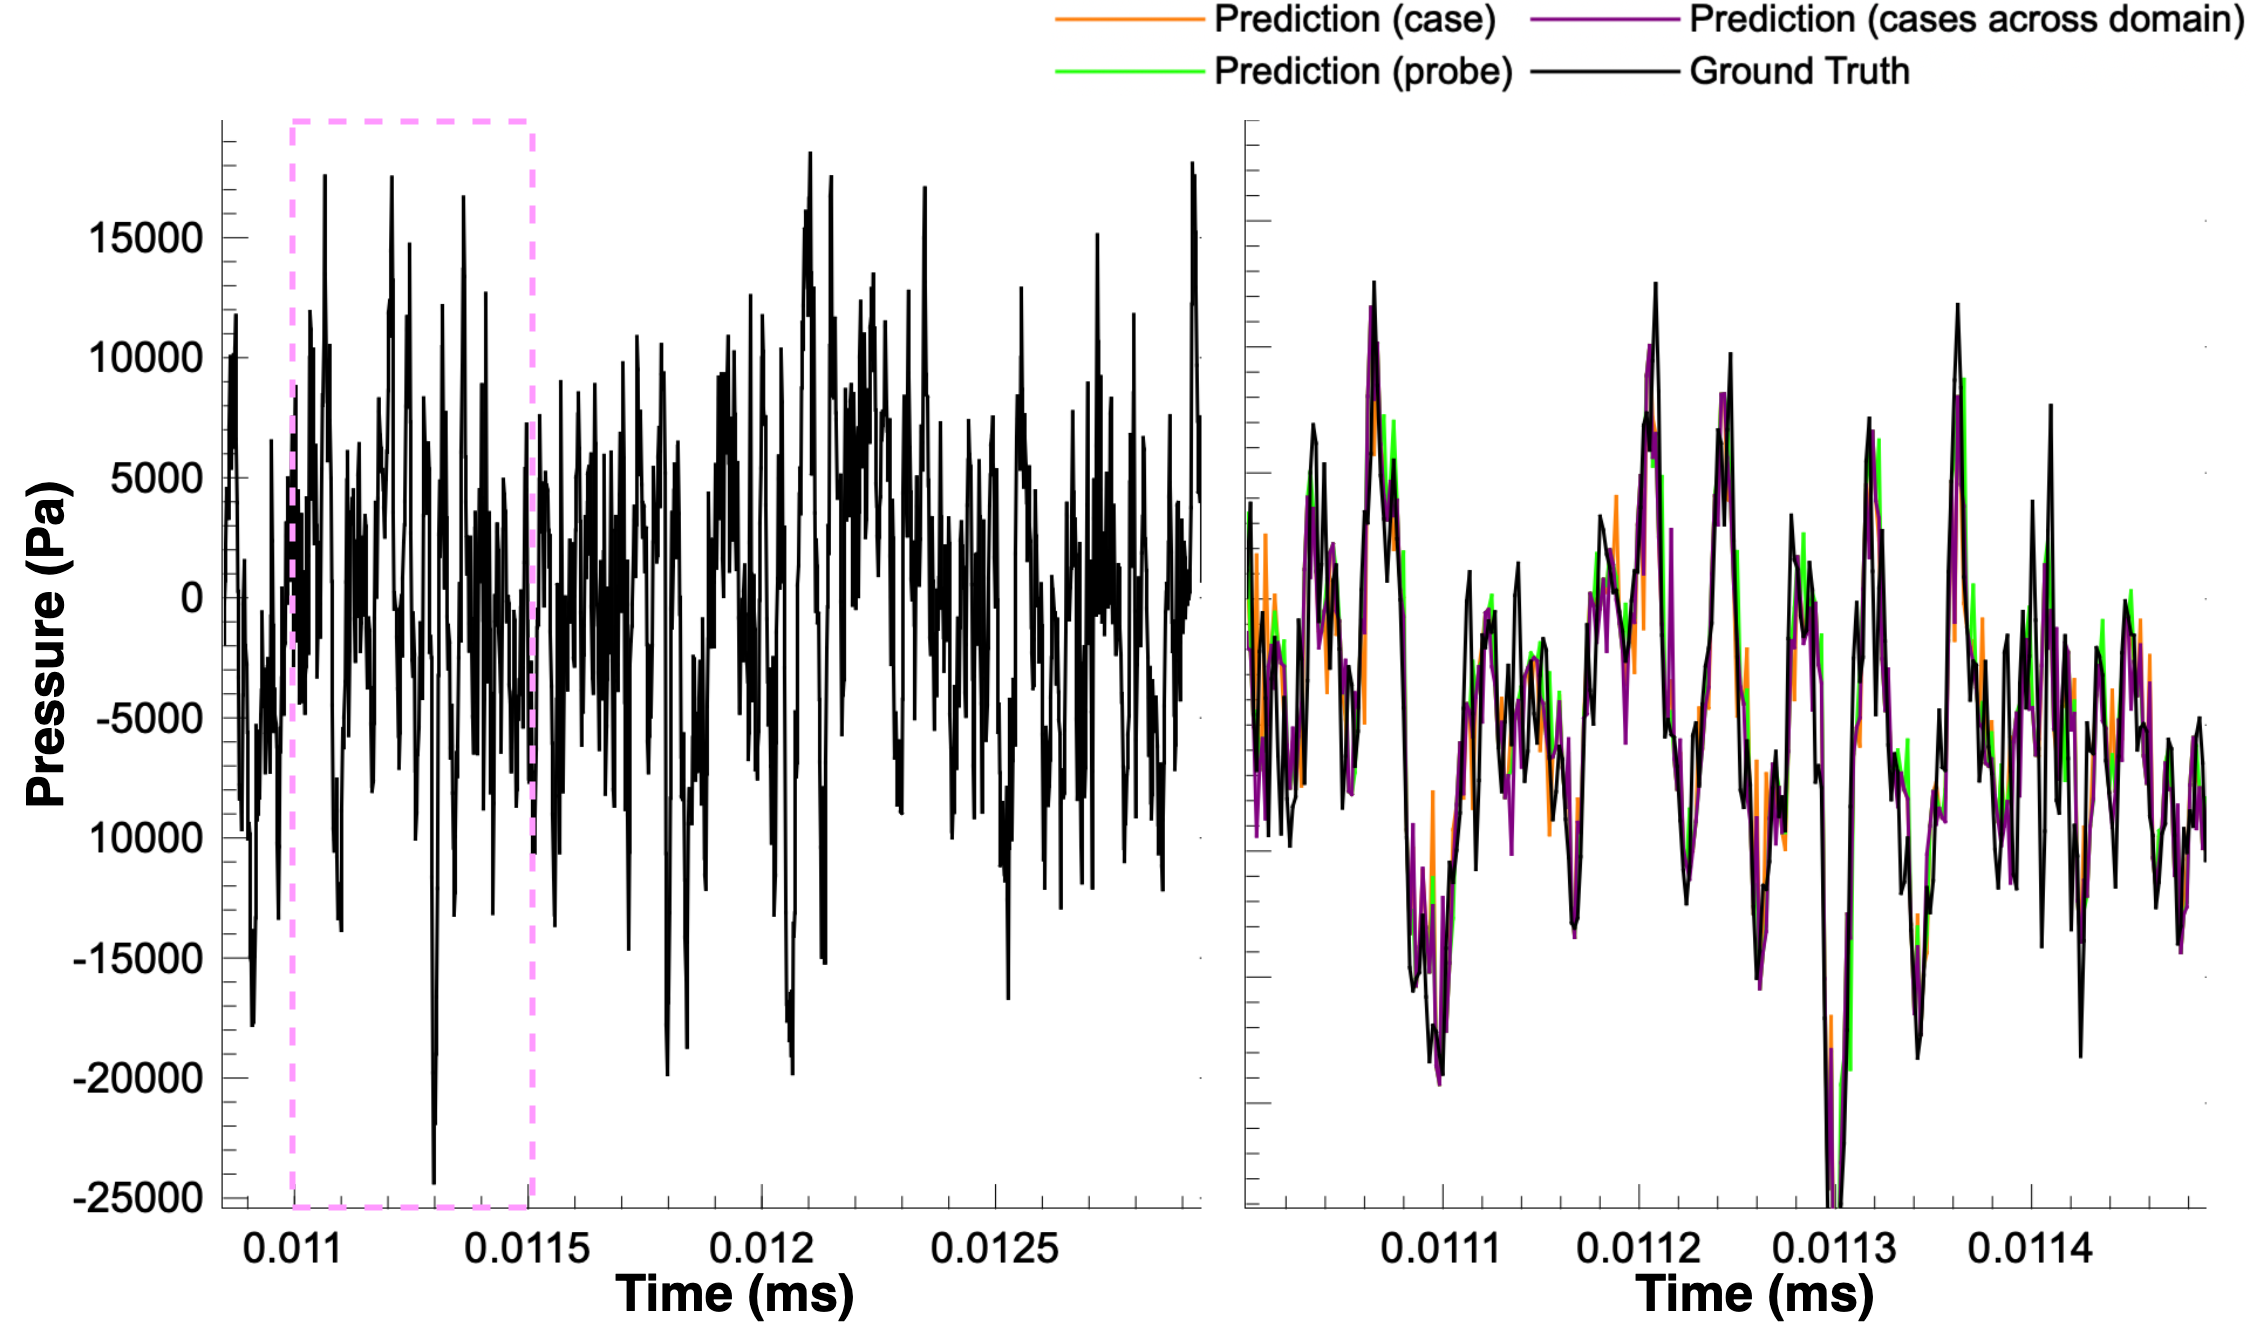 Prediction (case) Prediction (cases across domain)
Prediction (probe) Ground Truth
15000
10000
5000
0
-5000
10000
-15000
-20000
-25000
Pressure (Pa)
0.011 0.0115 0.012 0.0125
Time (ms)
0.0111 0.0112 0.0113 0.0114
Time (ms)